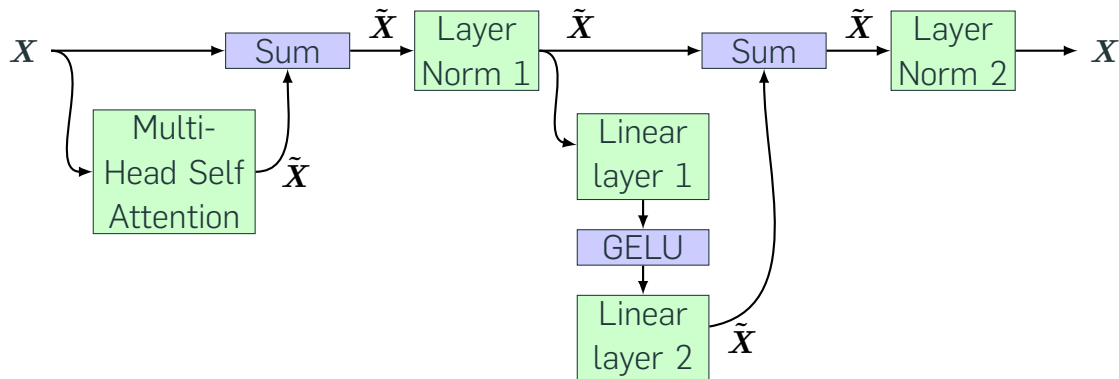 X
Sum
X̃
Layer
Norm 1
X̃
Sum
X̃
Layer
Norm 2
X
Multi-
Head Self
Attention
X̃
Linear
layer 1
GELU
Linear
layer 2
X̃